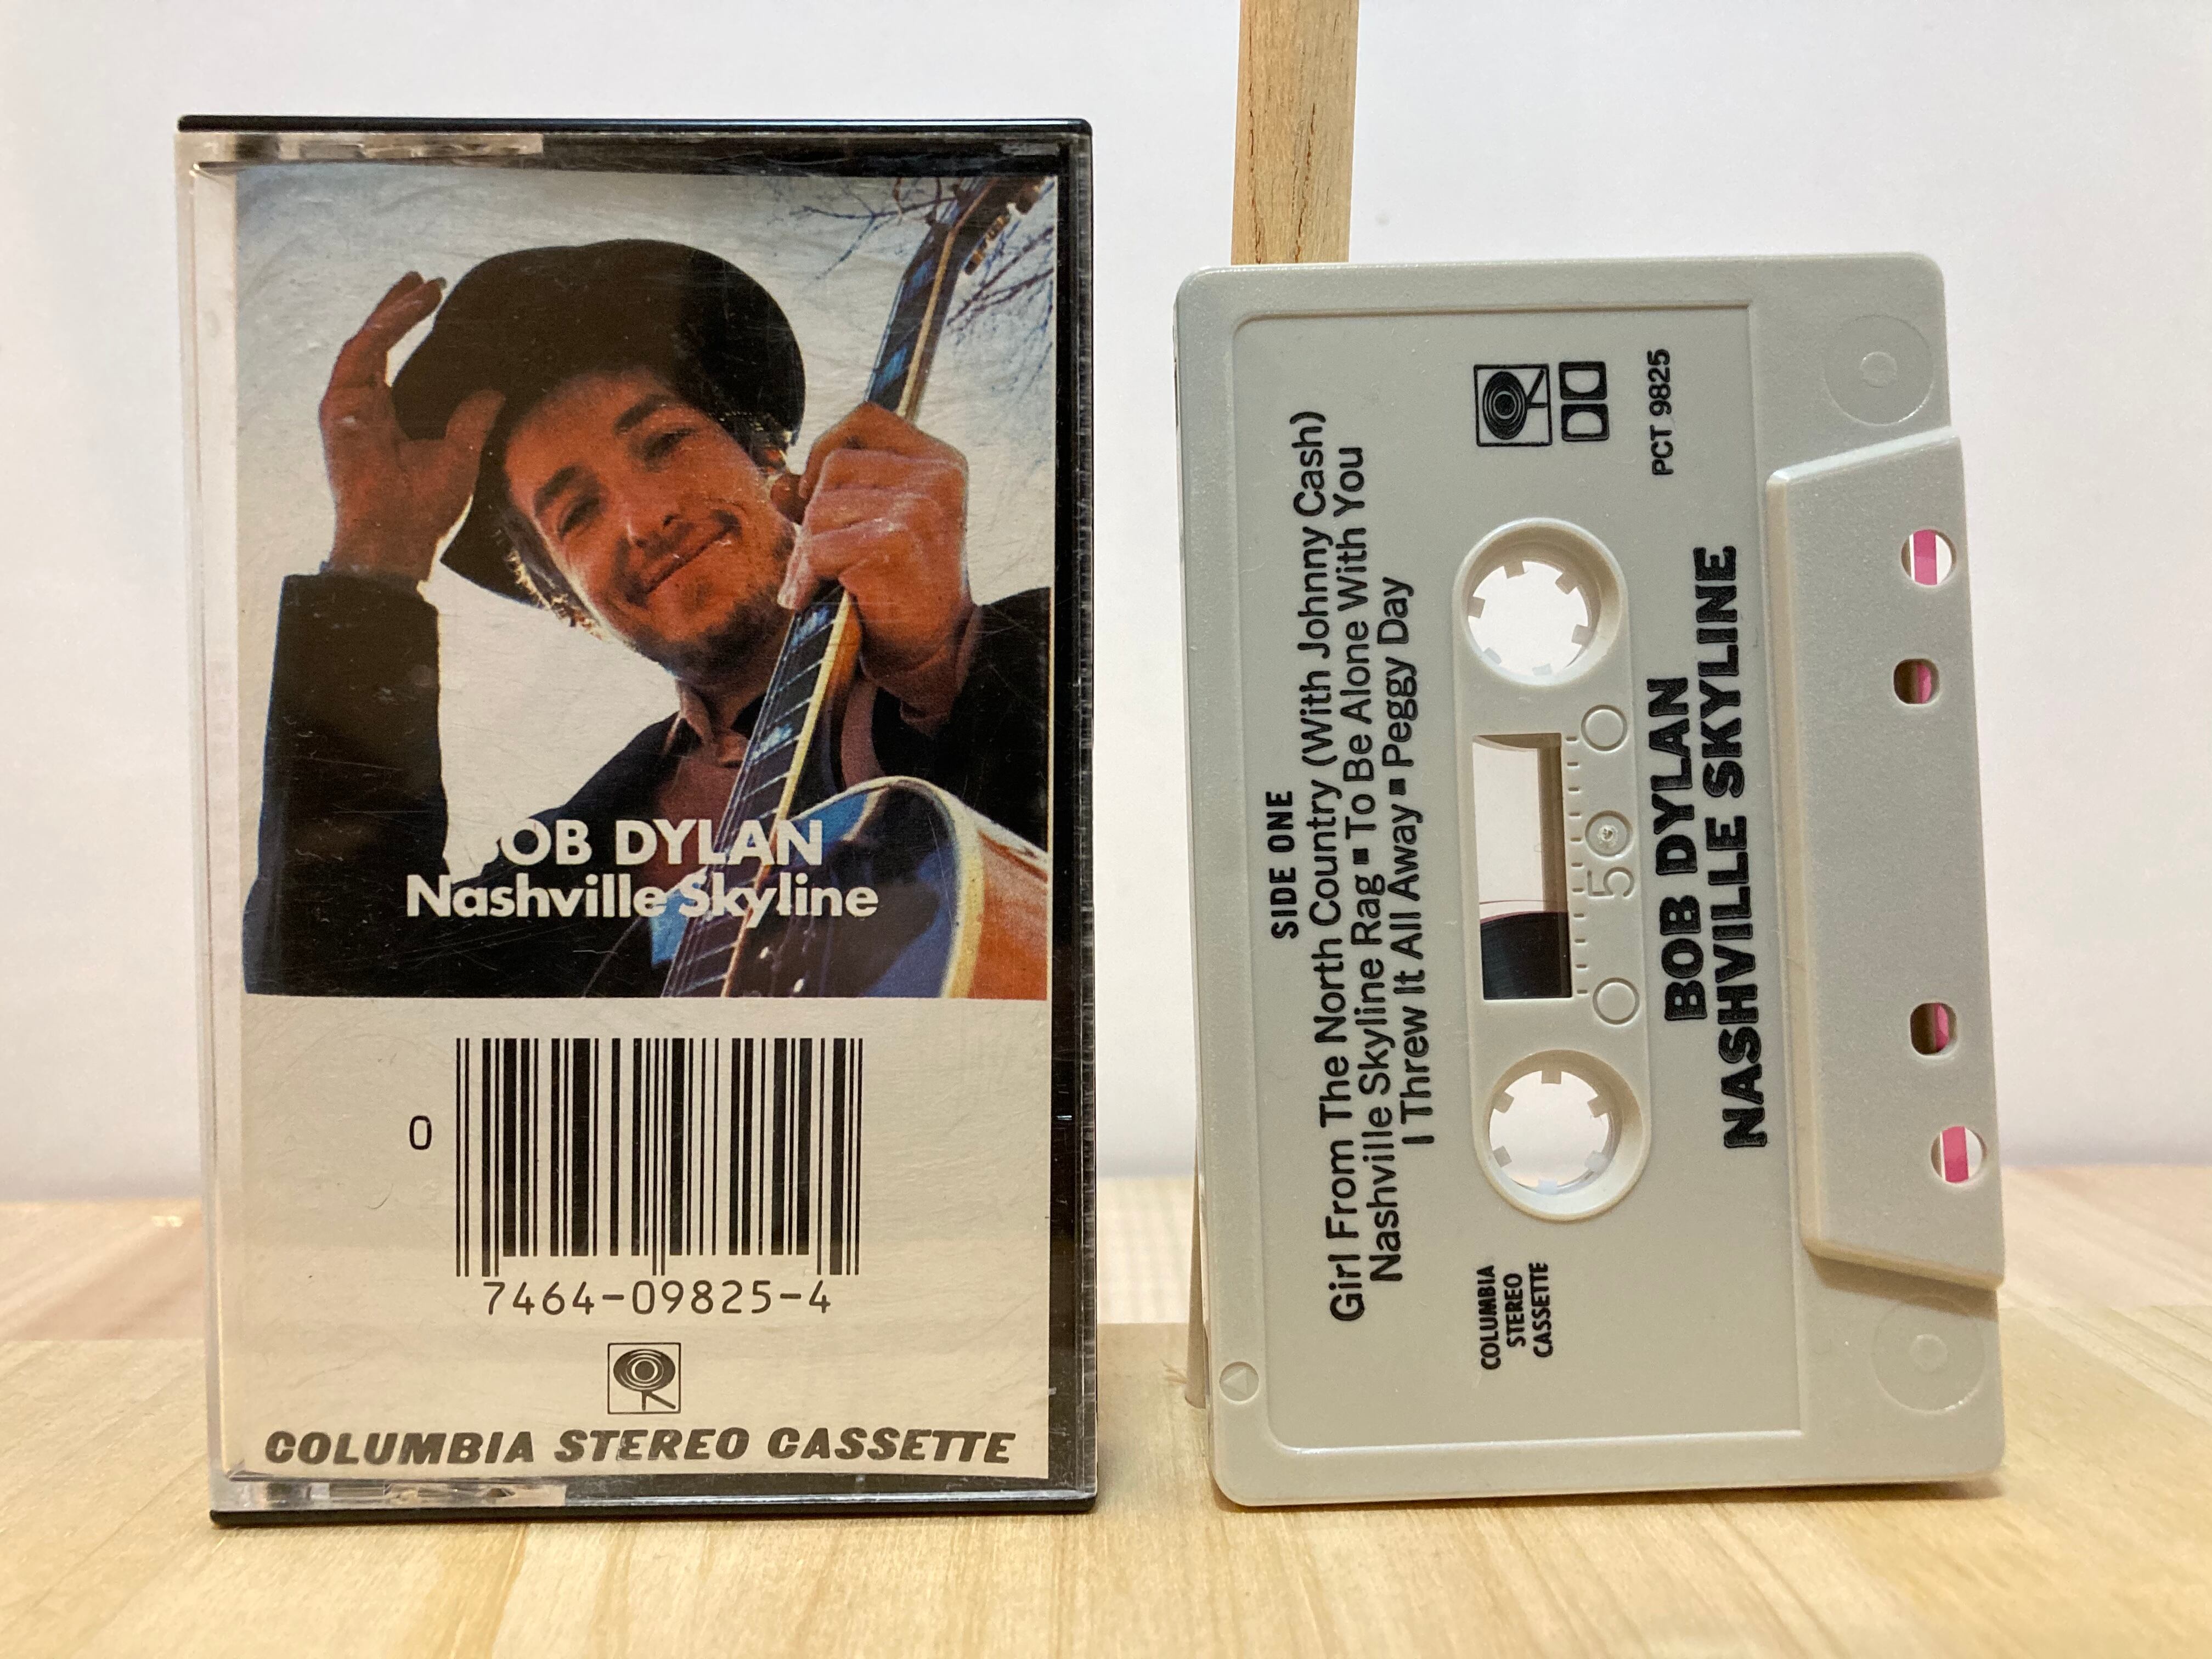 BOB DYLAN
Nashville Skyline
0
7464-09825-4
COLUMBIA STEREO CASSETTE
SIDE ONE
Girl From The North Country (With Johnny Cash)
Nashville Skyline Rag ▪ To Be Alone With You
I Threw It All Away ▪ Peggy Day
COLUMBIA
STEREO
CASSETTE
PCT 9825
50
BOB DYLAN
NASHVILLE SKYLINE